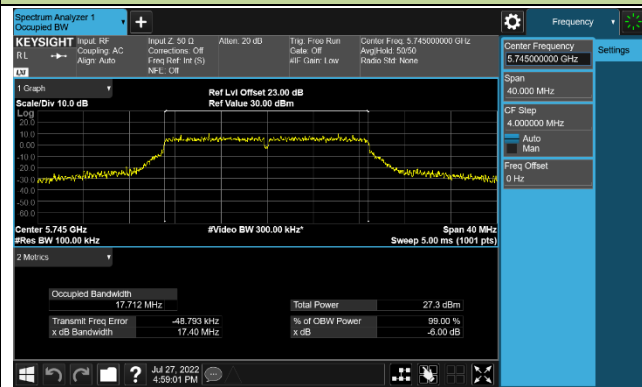 Spectrum Analyzer 1
Occupied BW
+
Frequency
KEYSIGHT Input: RF Input Z: 50 Ω Atten: 20 dB Trig: Free Run Center Freq: 5.745000000 GHz
RL Coupling: AC Corrections: Off Gate: Off Avg|Hold: 50/50
Align: Auto Freq Ref: Int (S) #IF Gain: Low Radio Std: None
LXI NFE: Off
Center Frequency
5.745000000 GHz
Settings
Span
40.000 MHz
CF Step
4.000000 MHz
Auto
Man
Freq Offset
0 Hz
1 Graph
Ref Lvl Offset 23.00 dB
Scale/Div 10.0 dB Ref Value 30.00 dBm
Log
20.0
10.0
0.00
-10.0
-20.0
-30.0
-40.0
-50.0
-60.0
Center 5.745 GHz #Video BW 300.00 kHz* Span 40 MHz
#Res BW 100.00 kHz Sweep 5.00 ms (1001 pts)
2 Metrics
Occupied Bandwidth
17.712 MHz Total Power 27.3 dBm
Transmit Freq Error -48.793 kHz % of OBW Power 99.00 %
x dB Bandwidth 17.40 MHz x dB -6.00 dB
? Jul 27, 2022
4:59:01 PM